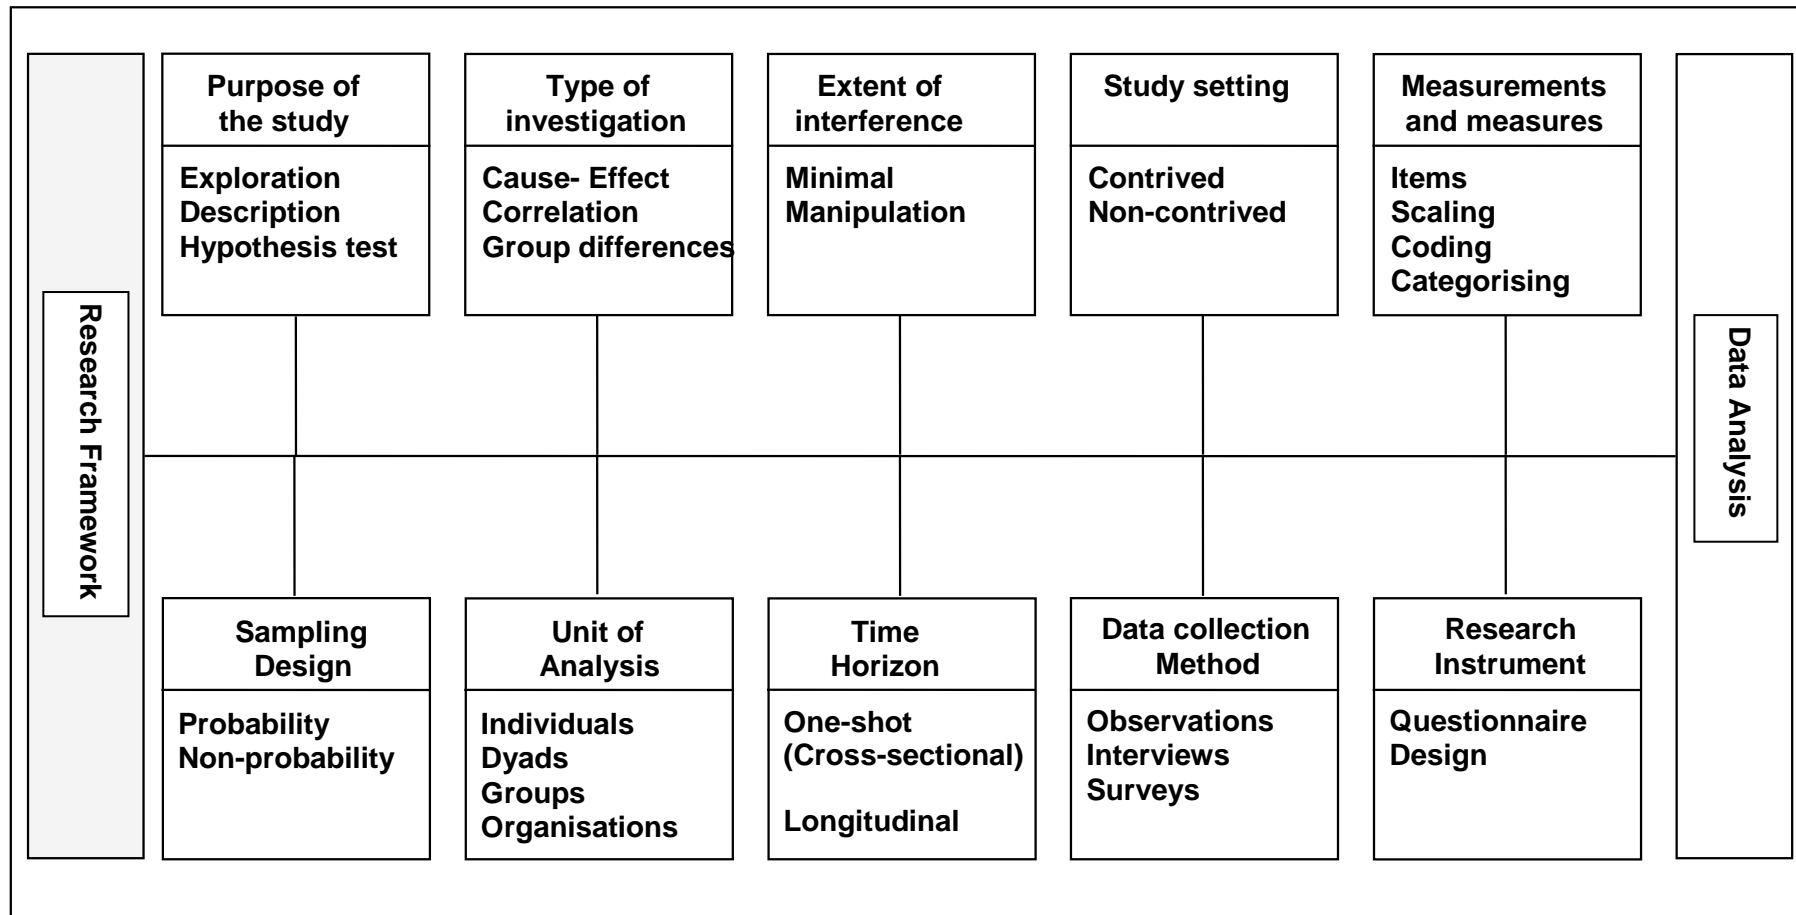 Research Framework
Purpose of
the study
Exploration
Description
Hypothesis test
Type of
investigation
Cause- Effect
Correlation
Group differences
Extent of
interference
Minimal
Manipulation
Study setting
Contrived
Non-contrived
Measurements
and measures
Items
Scaling
Coding
Categorising
Sampling
Design
Probability
Non-probability
Unit of
Analysis
Individuals
Dyads
Groups
Organisations
Time
Horizon
One-shot
(Cross-sectional)
Longitudinal
Data collection
Method
Observations
Interviews
Surveys
Research
Instrument
Questionnaire
Design
Data Analysis